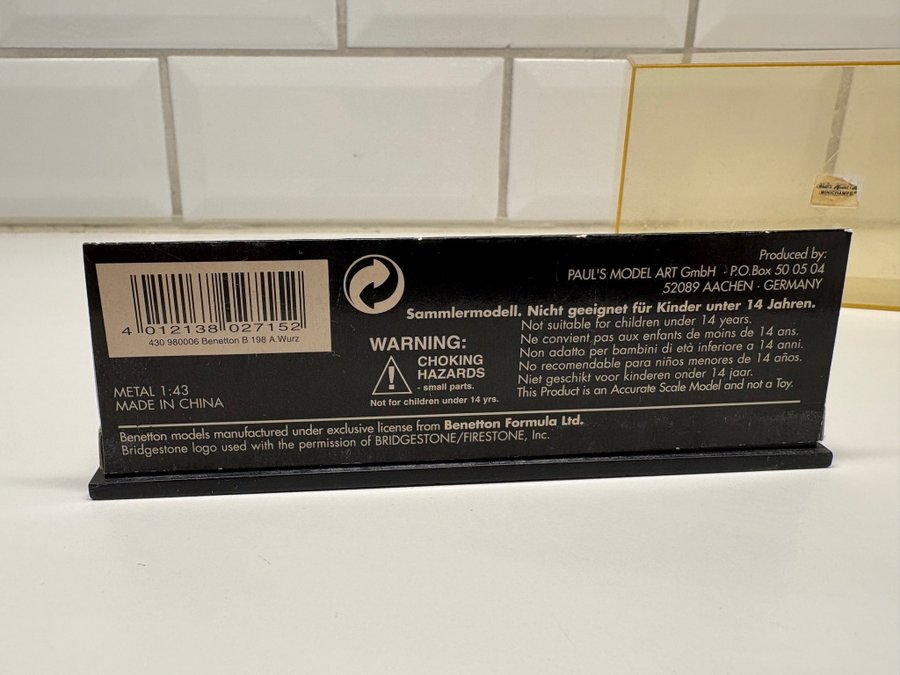 4 012138 027152
430 980006 Benetton B 198 A.Wurz
METAL 1:43
MADE IN CHINA
Produced by:
PAUL'S MODEL ART GmbH · P.O.Box 50 05 04
52089 AACHEN · GERMANY
Sammlermodell. Nicht geeignet für Kinder unter 14 Jahren.
WARNING:
CHOKING
HAZARDS
- small parts.
Not for children under 14 yrs.
Not suitable for children under 14 years.
Ne convient pas aux enfants de moins de 14 ans.
Non adatto per bambini di età inferiore a 14 anni.
No recomendable para niños menores de 14 años.
Niet geschikt voor kinderen onder 14 jaar.
This Product is an Accurate Scale Model and not a Toy.
Benetton models manufactured under exclusive license from Benetton Formula Ltd.
Bridgestone logo used with the permission of BRIDGESTONE/FIRESTONE, Inc.
MINICHAMPS